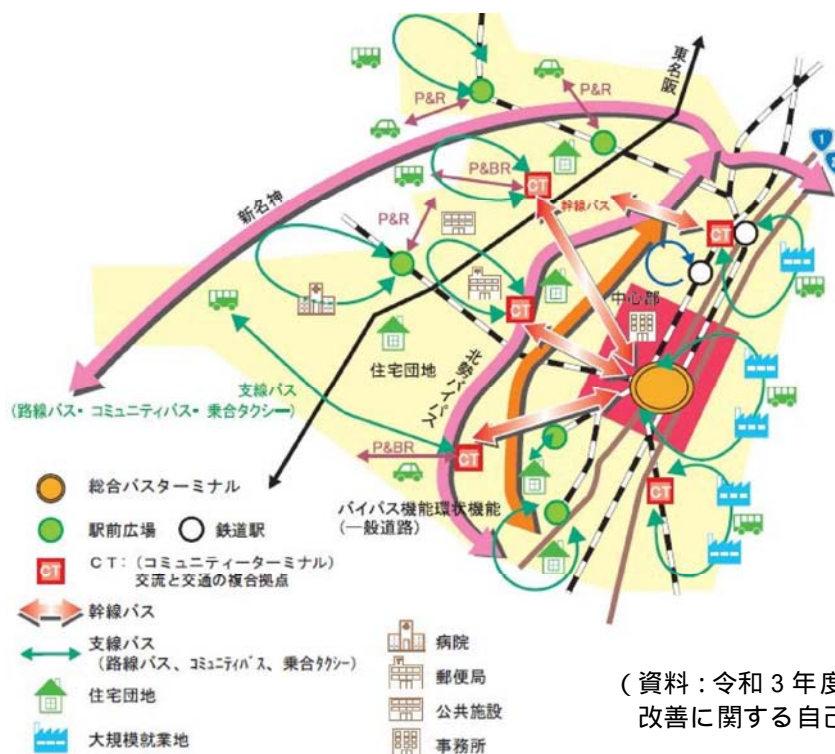 東名阪
P&R
P&R
1
P&BR
CT
新名神
幹線バス
P&R
CT
CT
中心部
住宅団地
北勢バイパス
支線バス
(路線バス・コミュニティバス・乗合タクシー)
P&BR
CT
CT
バイパス機能環状機能
(一般道路)
総合バスターミナル
駅前広場
鉄道駅
CT
CT:(コミュニティーターミナル)
交流と交通の複合拠点
幹線バス
支線バス
(路線バス、コミュニティバス、乗合タクシー)
住宅団地
大規模就業地
病院
郵便局
公共施設
事務所
(資料:令和3年度
改善に関する自己